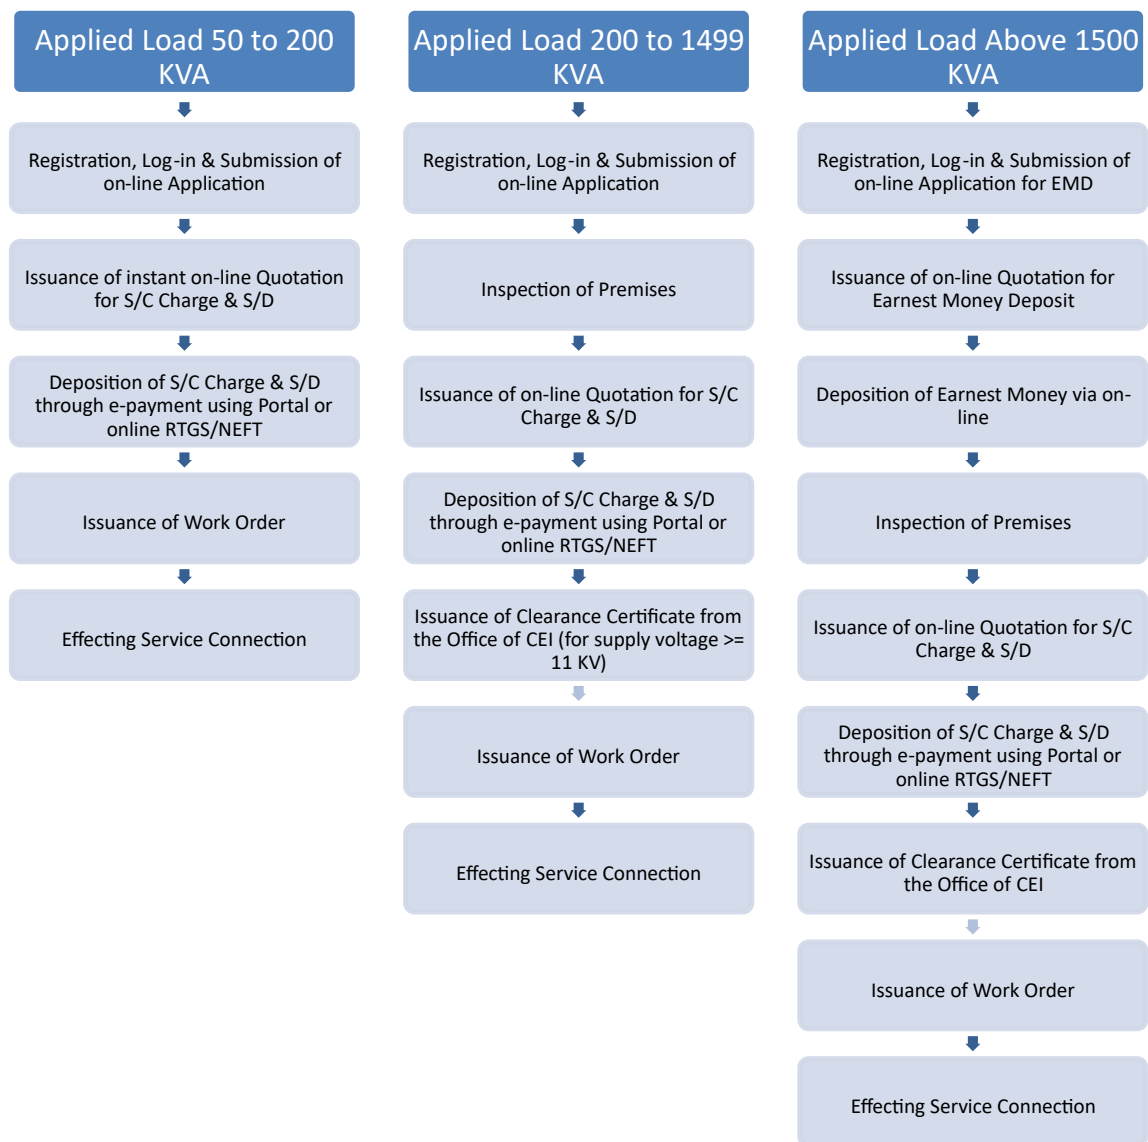 Applied Load 50 to 200
KVA
Registration, Log-in & Submission of
on-line Application
Issuance of instant on-line Quotation
for S/C Charge & S/D
Deposition of S/C Charge & S/D
through e-payment using Portal or
online RTGS/NEFT
Issuance of Work Order
Effecting Service Connection
Applied Load 200 to 1499
KVA
Registration, Log-in & Submission of
on-line Application
Inspection of Premises
Issuance of on-line Quotation for S/C
Charge & S/D
Deposition of S/C Charge & S/D
through e-payment using Portal or
online RTGS/NEFT
Issuance of Clearance Certificate from
the Office of CEI (for supply voltage >=
11 KV)
Issuance of Work Order
Effecting Service Connection
Applied Load Above 1500
KVA
Registration, Log-in & Submission of
on-line Application for EMD
Issuance of on-line Quotation for
Earnest Money Deposit
Deposition of Earnest Money via on-
line
Inspection of Premises
Issuance of on-line Quotation for S/C
Charge & S/D
Deposition of S/C Charge & S/D
through e-payment using Portal or
online RTGS/NEFT
Issuance of Clearance Certificate from
the Office of CEI
Issuance of Work Order
Effecting Service Connection